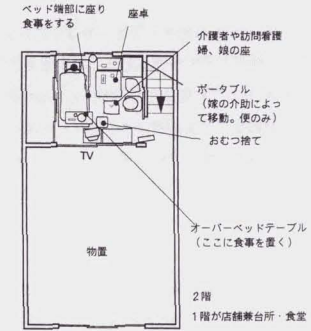 ベッド端部に座り
食事をする
座卓
介護者や訪問看護
婦、娘の座
ポータブル
(嫁の介助によっ
て移動。便のみ)
おむつ捨て
TV
オーバーベッドテーブル
(ここに食事を置く)
物置
2階
1階が店舗兼台所・食堂